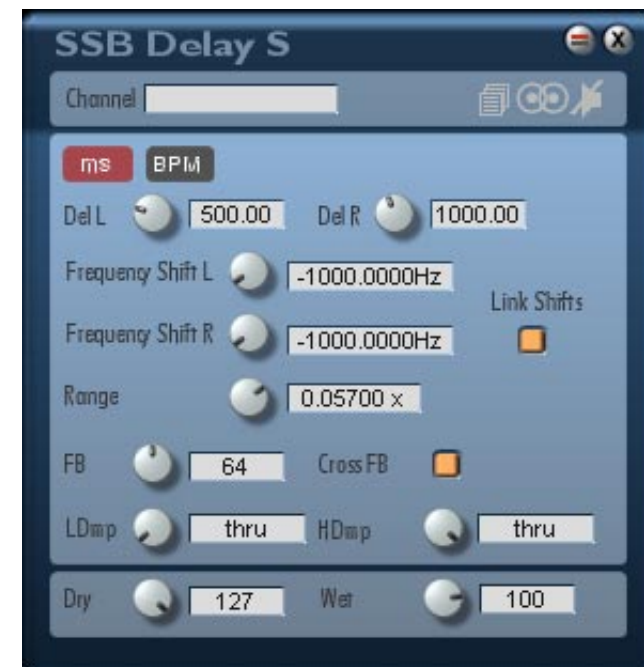 SSB Delay S
Channel
ms BPM
Del L 500.00 Del R 1000.00
Frequency Shift L -1000.0000Hz
Link Shifts
Frequency Shift R -1000.0000Hz
Range 0.05700 x
FB 64 Cross FB
LDmp thru HDmp thru
Dry 127 Wet 100